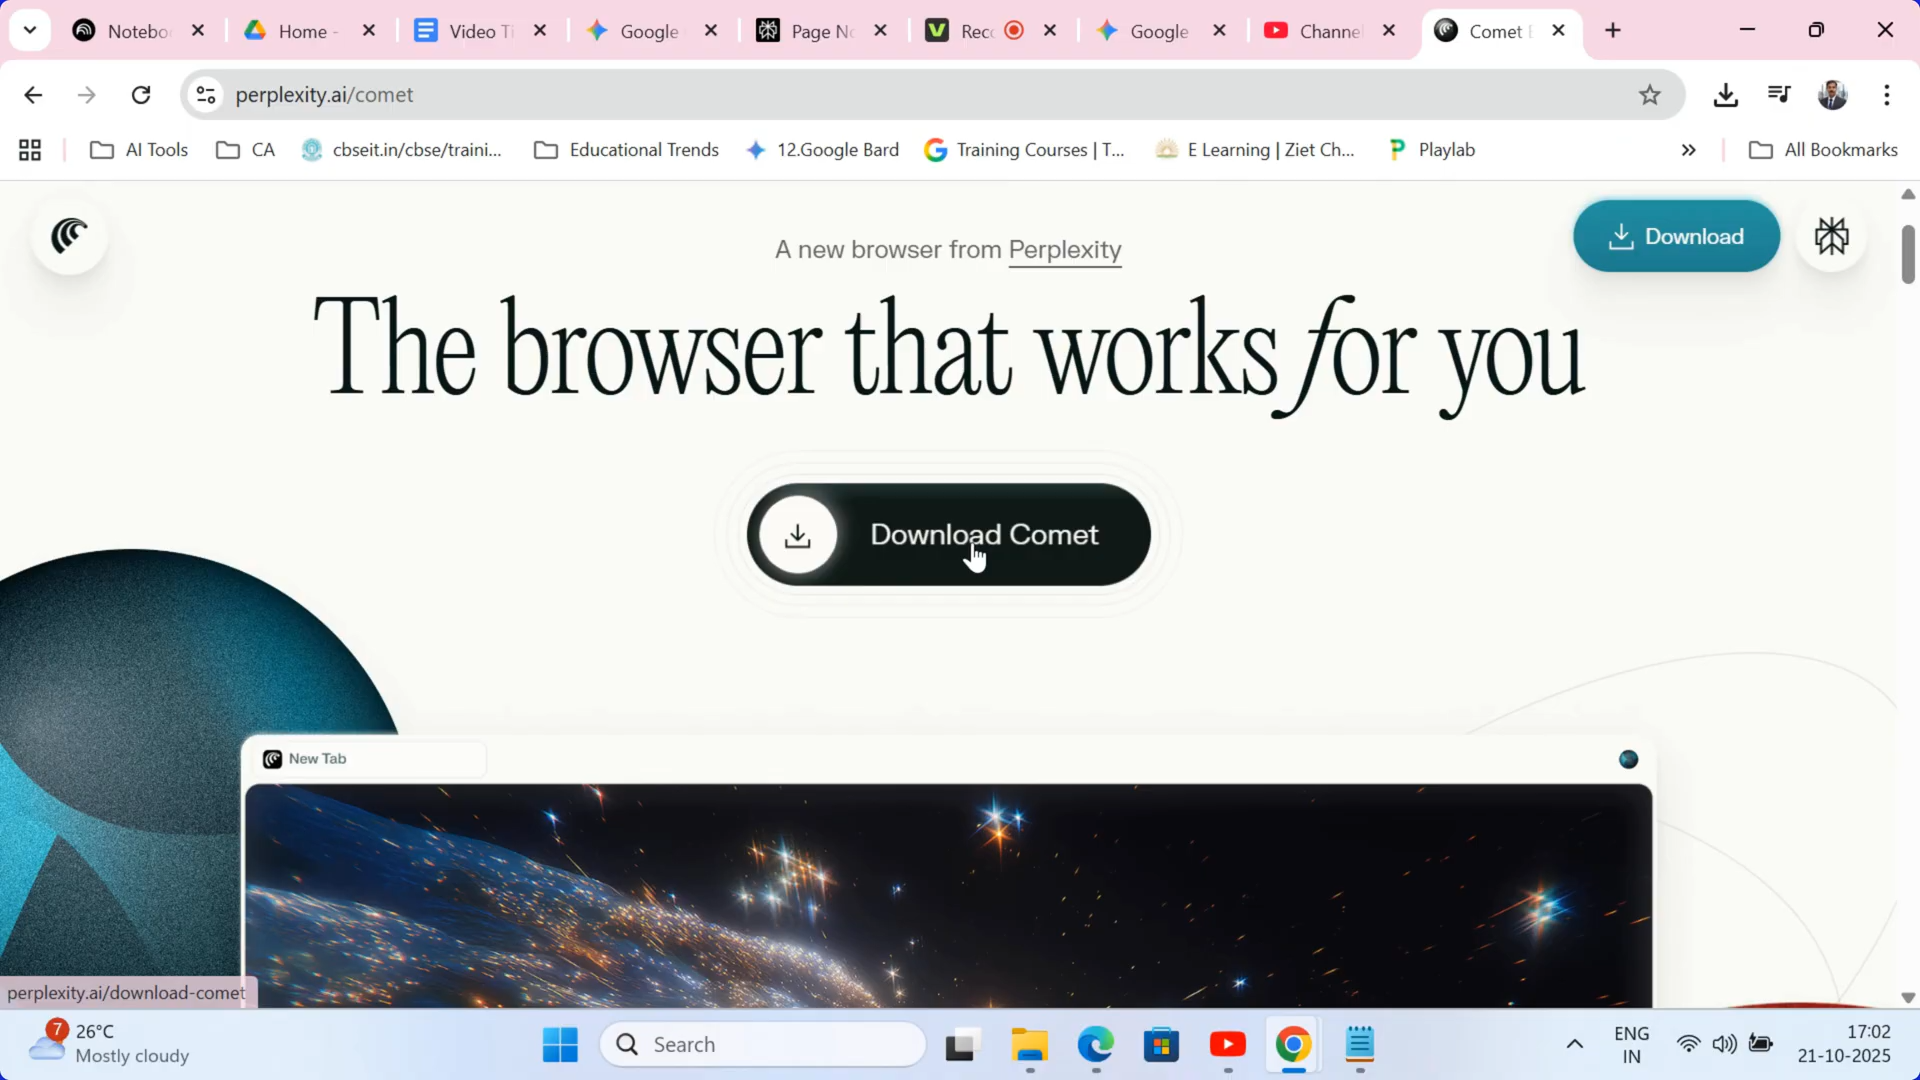 Notebo
Home -
Video Ti
Google
Page No
Rec
Google
Channel
Comet B
perplexity.ai/comet
AI Tools
CA
cbseit.in/cbse/traini...
Educational Trends
12.Google Bard
Training Courses | T...
E Learning | Ziet Ch...
Playlab
All Bookmarks
A new browser from Perplexity
Download
The browser that works for you
Download Comet
New Tab
perplexity.ai/download-comet
7
26°C
Mostly cloudy
Search
ENG
IN
17:02
21-10-2025